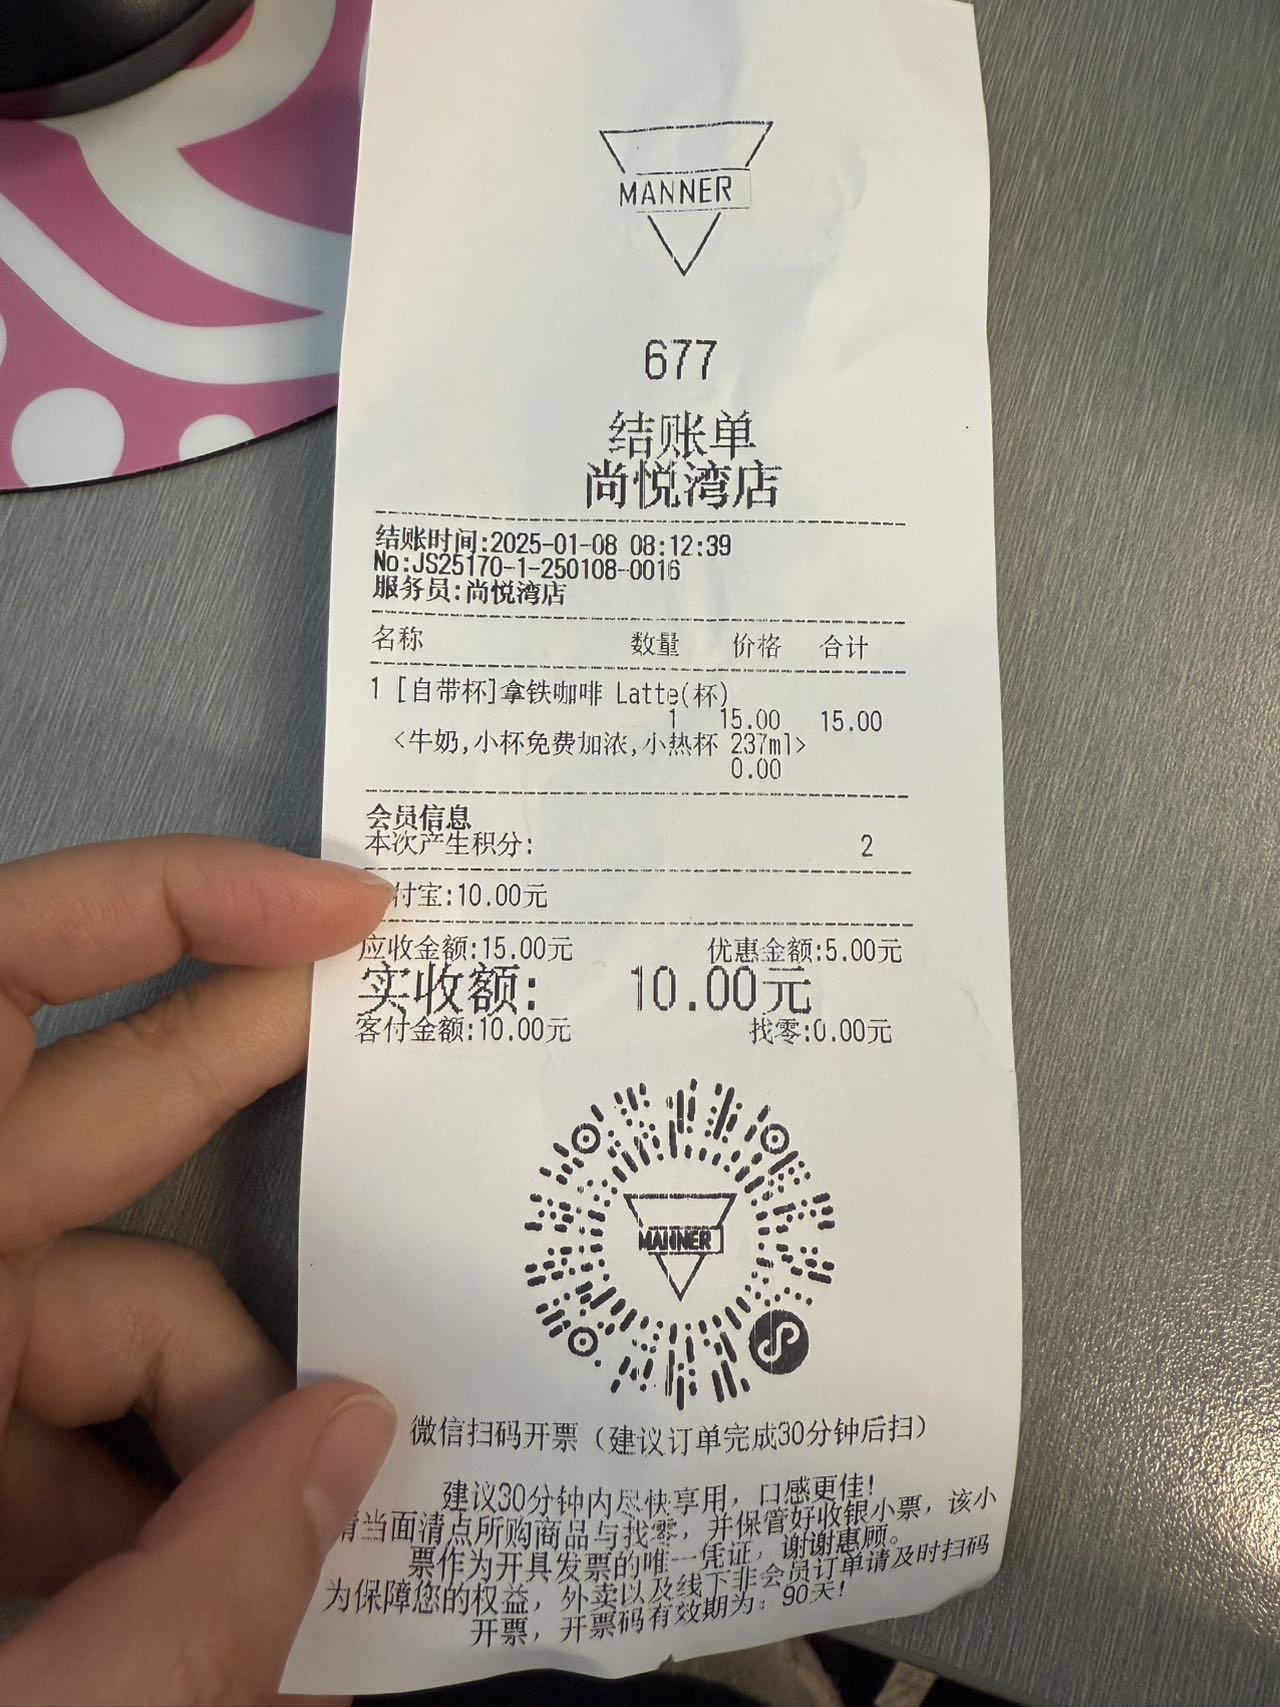 MANNER
677
结账单
尚悦湾店
结账时间:2025-01-08 08:12:39
No:JS25170-1-250108-0016
服务员:尚悦湾店
名称 数量 价格 合计
1 [自带杯]拿铁咖啡 Latte(杯)
1 15.00 15.00
<牛奶,小杯免费加浓,小热杯 237ml>
0.00
会员信息
本次产生积分: 2
付宝:10.00元
应收金额:15.00元 优惠金额:5.00元
实收额: 10.00元
客付金额:10.00元 找零:0.00元
MANNER
微信扫码开票（建议订单完成30分钟后扫）
建议30分钟内尽快享用，口感更佳！
请当面清点所购商品与找零，并保管好收银小票，该小
票作为开具发票的唯一凭证，谢谢惠顾。
为保障您的权益，外卖以及线下非会员订单请及时扫码
开票，开票码有效期为：90天！